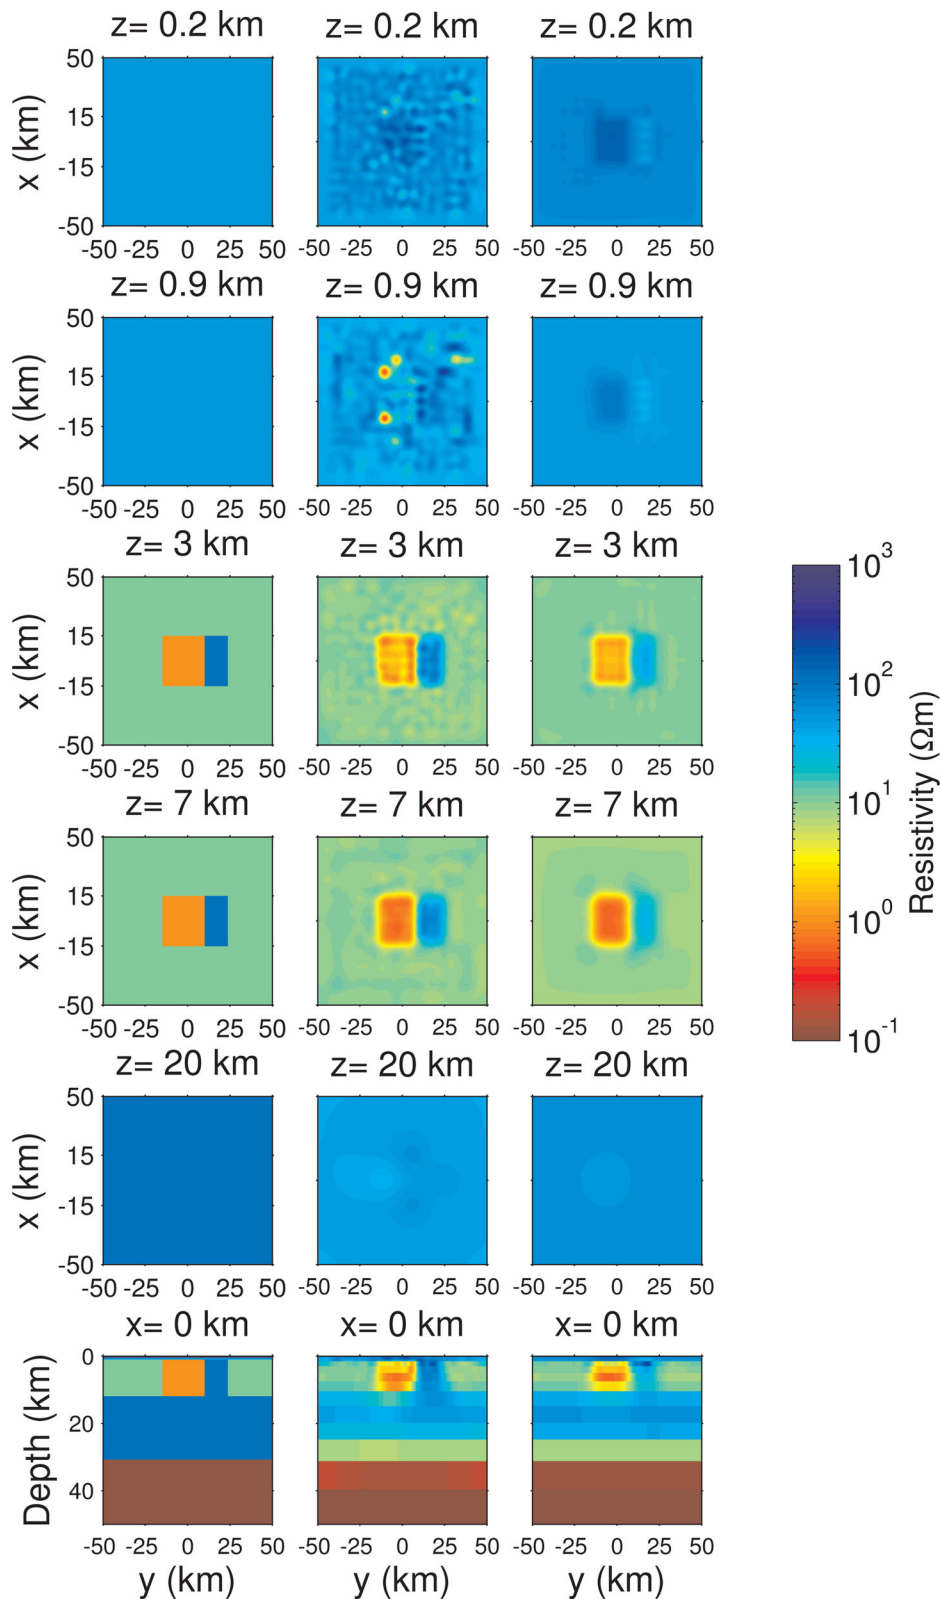 z= 0.2 km z= 0.2 km z= 0.2 km
50
15
-15
-50
x (km)
-50 -25 0 25 50 -50 -25 0 25 50 -50 -25 0 25 50
z= 0.9 km z= 0.9 km z= 0.9 km
50
15
-15
-50
x (km)
-50 -25 0 25 50 -50 -25 0 25 50 -50 -25 0 25 50
z= 3 km z= 3 km z= 3 km
50
15
-15
-50
x (km)
-50 -25 0 25 50 -50 -25 0 25 50 -50 -25 0 25 50
z= 7 km z= 7 km z= 7 km
50
15
-15
-50
x (km)
-50 -25 0 25 50 -50 -25 0 25 50 -50 -25 0 25 50
z= 20 km z= 20 km z= 20 km
50
15
-15
-50
x (km)
-50 -25 0 25 50 -50 -25 0 25 50 -50 -25 0 25 50
x= 0 km x= 0 km x= 0 km
0
20
40
Depth (km)
-50 -25 0 25 50 -50 -25 0 25 50 -50 -25 0 25 50
y (km) y (km) y (km)
10³
10²
10¹
10⁰
10⁻¹
Resistivity (Ωm)